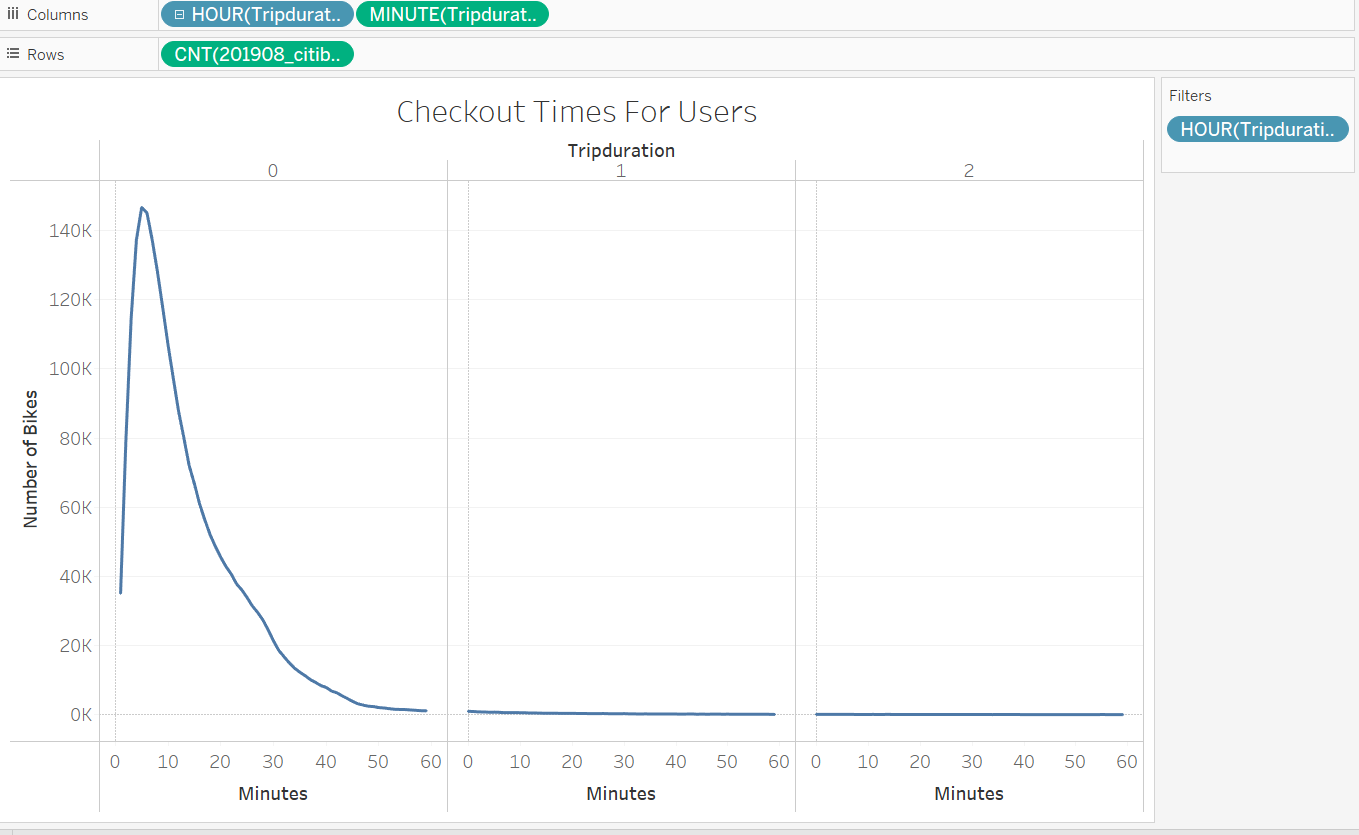 Columns HOUR(Tripdurat.. MINUTE(Tripdurat..
Rows CNT(201908_citib..
Checkout Times For Users
Filters
HOUR(Tripdurati..
Tripduration
0 1 2
140K
120K
100K
80K
60K
40K
20K
0K
Number of Bikes
0 10 20 30 40 50 60 0 10 20 30 40 50 60 0 10 20 30 40 50 60
Minutes Minutes Minutes